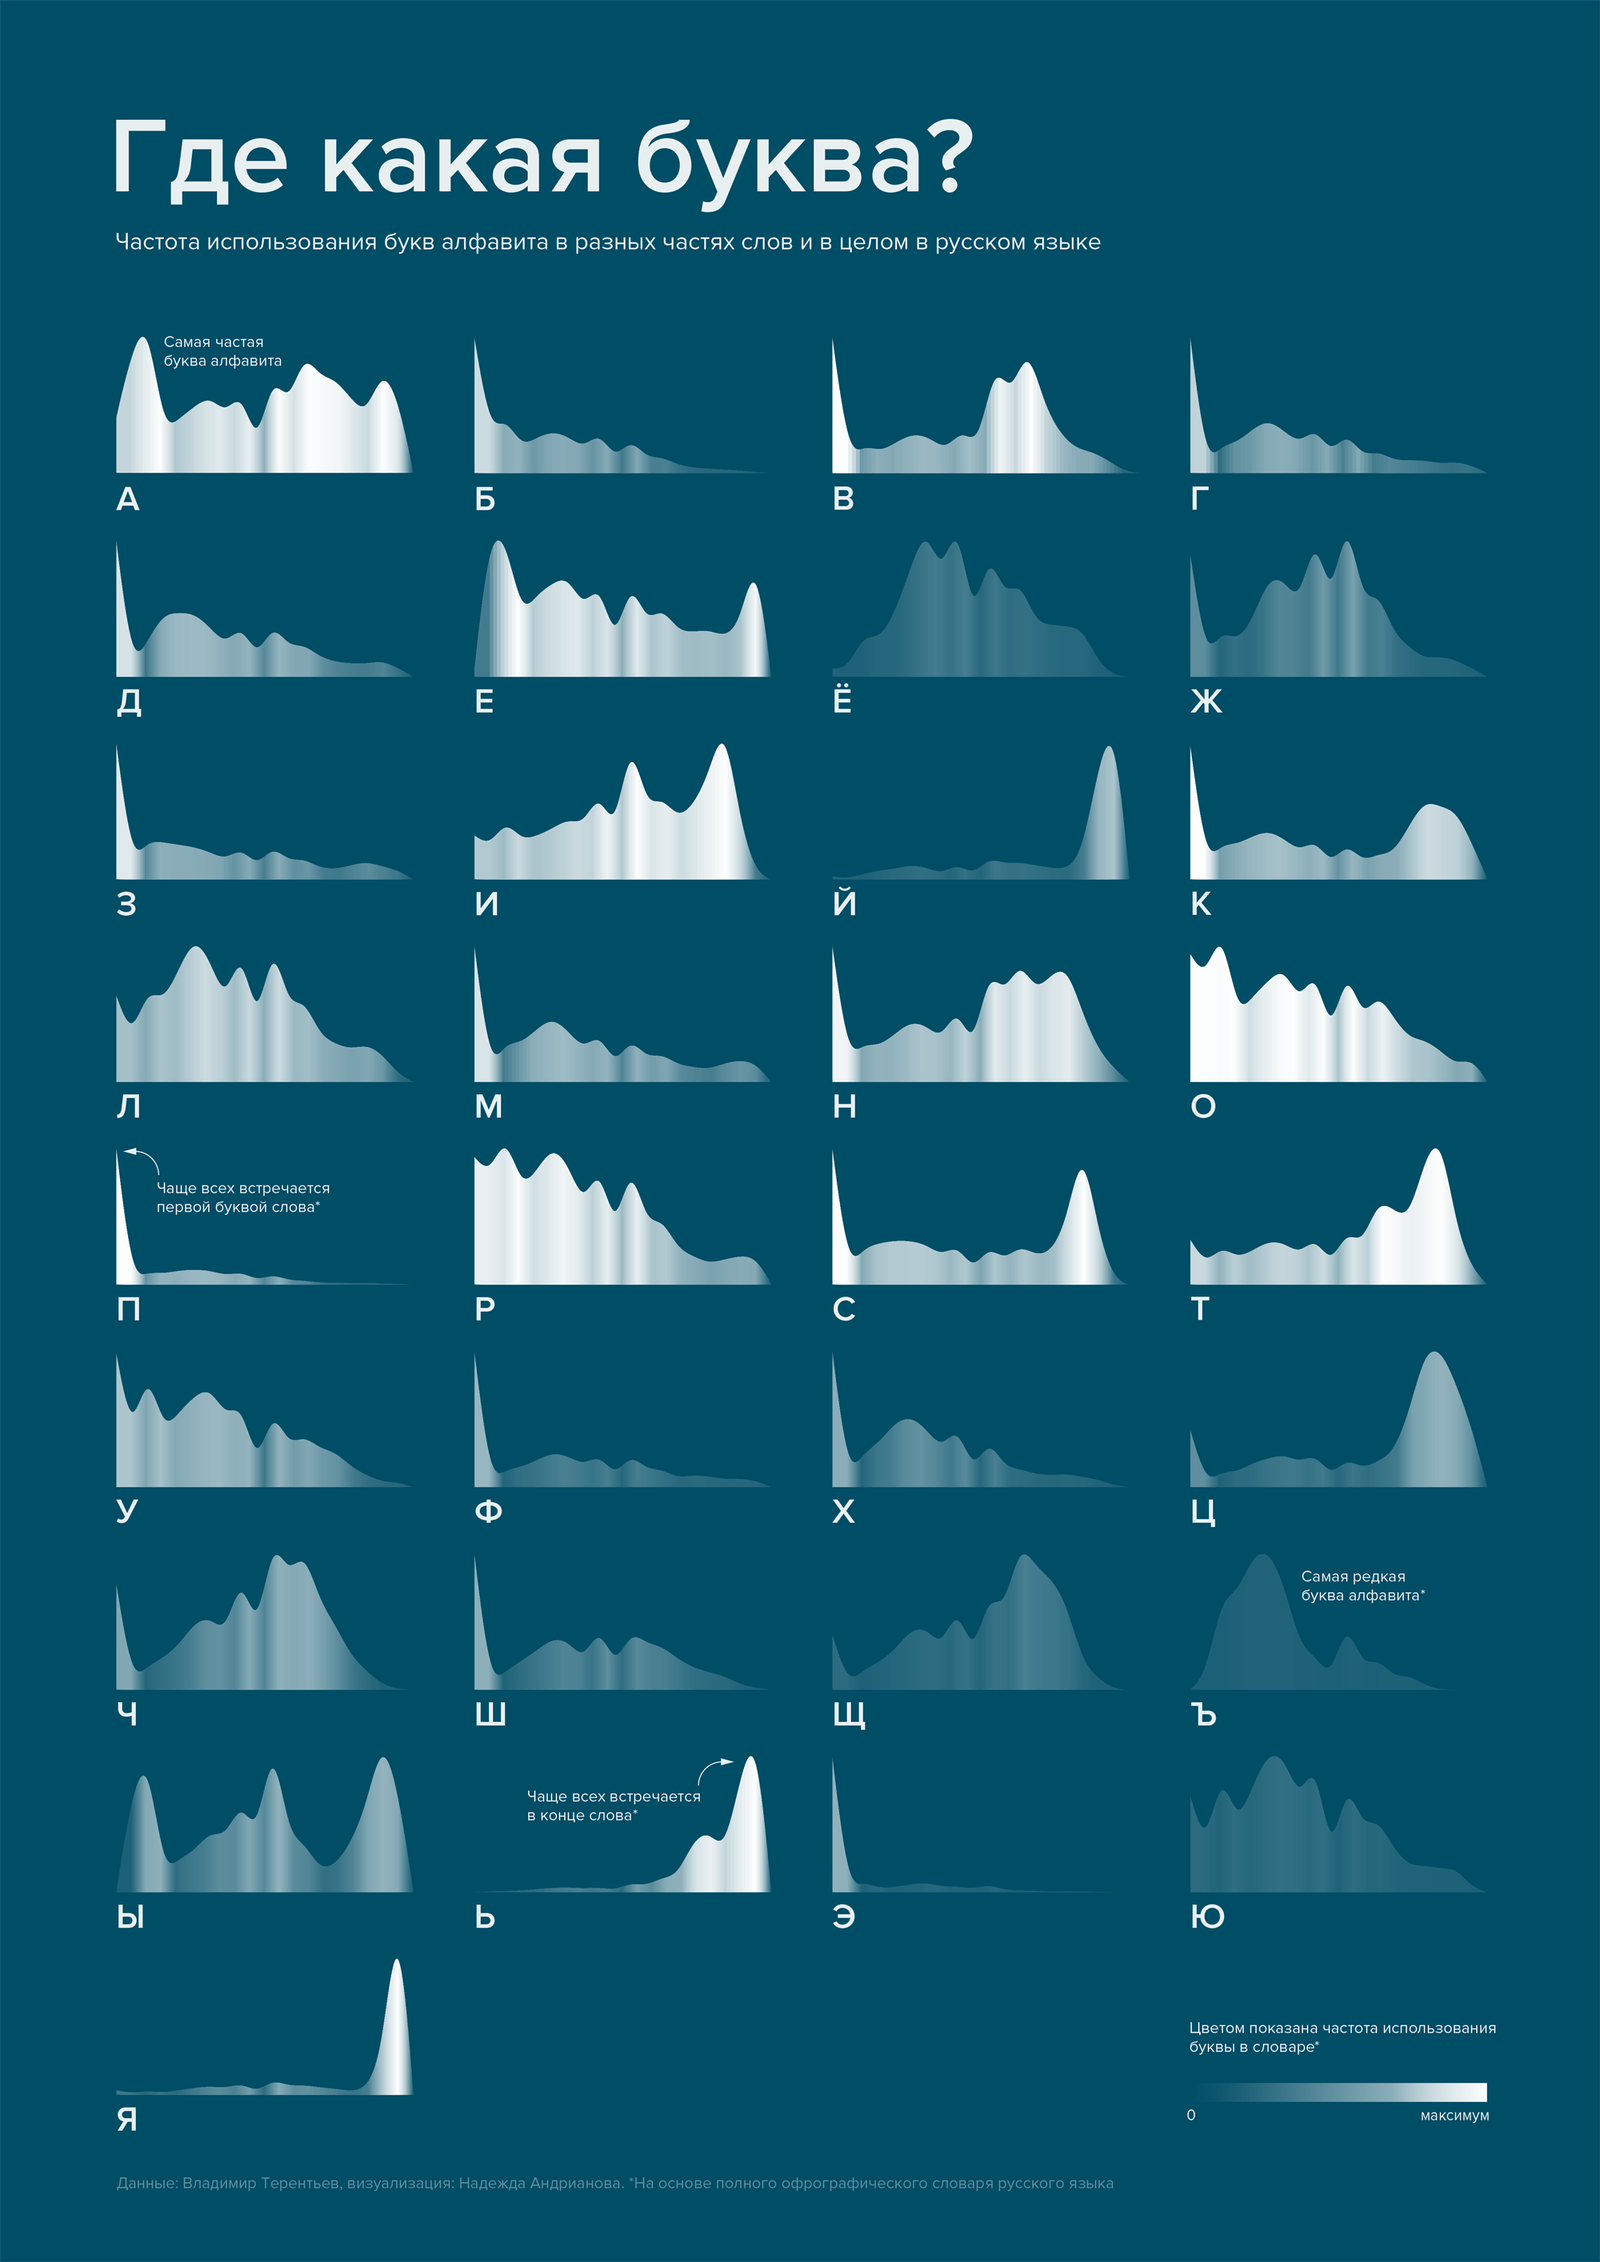 Где какая буква?
Частота использования букв алфавита в разных частях слов и в целом в русском языке
Самая частая
буква алфавита
А
Б
В
Г
Д
Е
Ё
Ж
З
И
Й
К
Л
М
Н
О
Чаще всех встречается
первой буквой слова*
П
Р
С
Т
У
Ф
Х
Ц
Самая редкая
буква алфавита*
Ч
Ш
Щ
Ъ
Чаще всех встречается
в конце слова*
Ы
Ь
Э
Ю
Цветом показана частота использования
буквы в словаре*
0
максимум
Я
Данные: Владимир Терентьев, визуализация: Надежда Андрианова. *На основе полного офрографического словаря русского языка